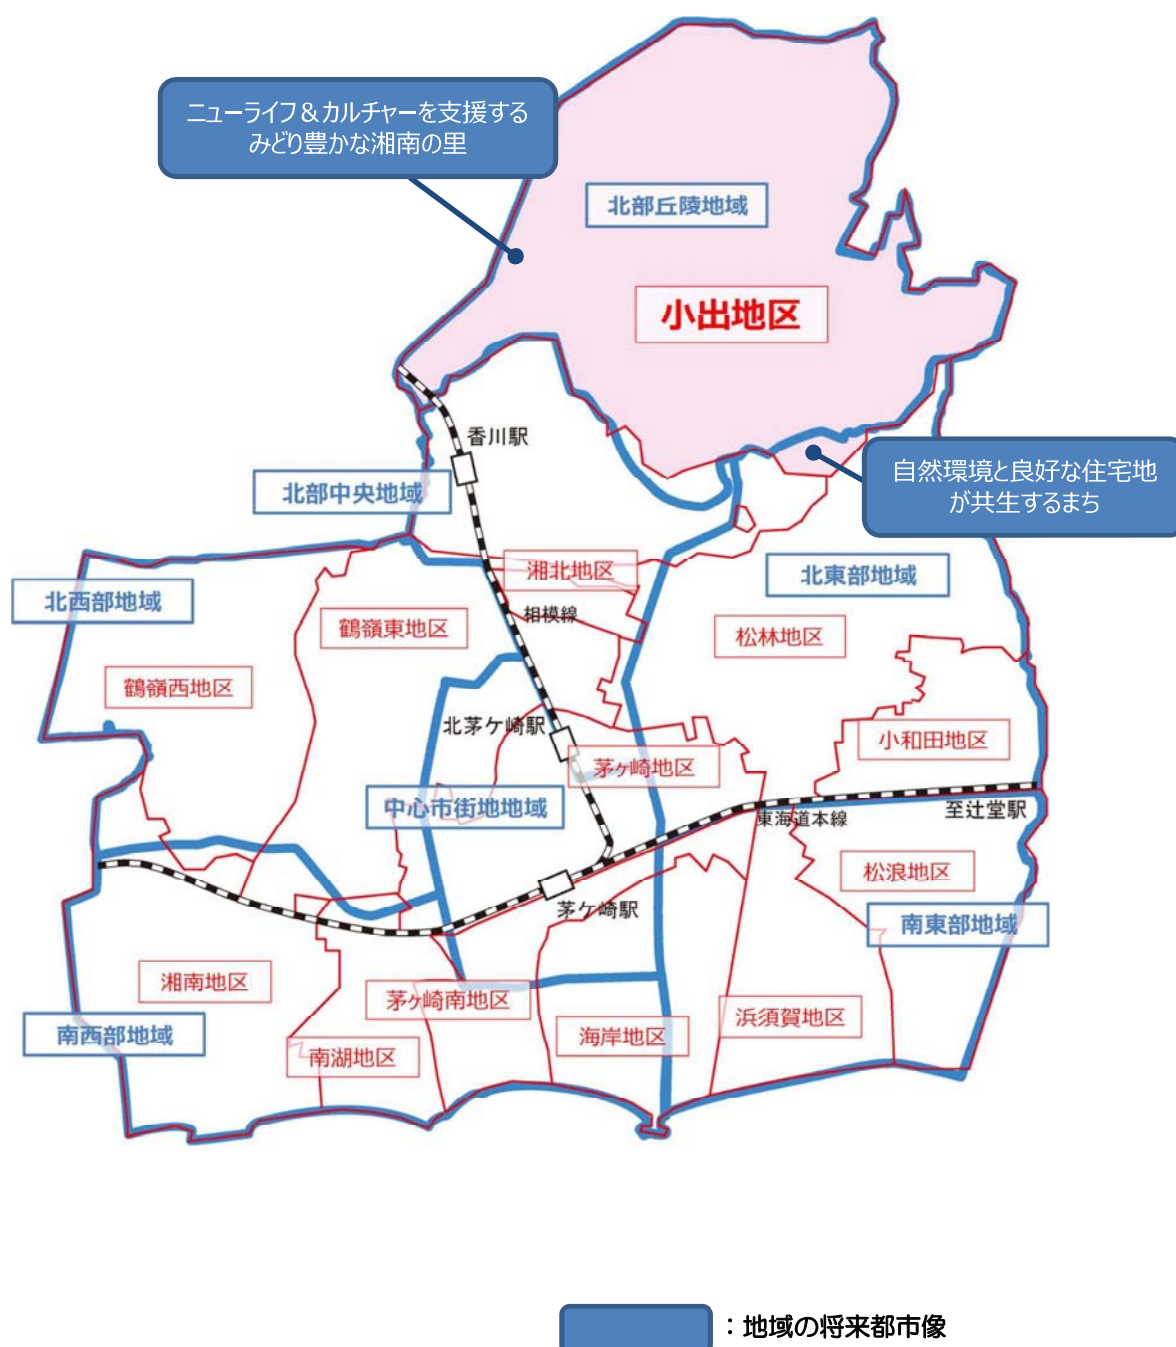 ニューライフ＆カルチャーを支援する
みどり豊かな湘南の里
北部丘陵地域
小出地区
香川駅
自然環境と良好な住宅地
が共生するまち
北部中央地域
湘北地区
北東部地域
北西部地域
相模線
鶴嶺東地区
松林地区
鶴嶺西地区
北茅ケ崎駅
小和田地区
茅ヶ崎地区
中心市街地地域
東海道本線
至辻堂駅
松浪地区
茅ケ崎駅
南東部地域
湘南地区
茅ヶ崎南地区
浜須賀地区
南西部地域
海岸地区
南湖地区
：地域の将来都市像